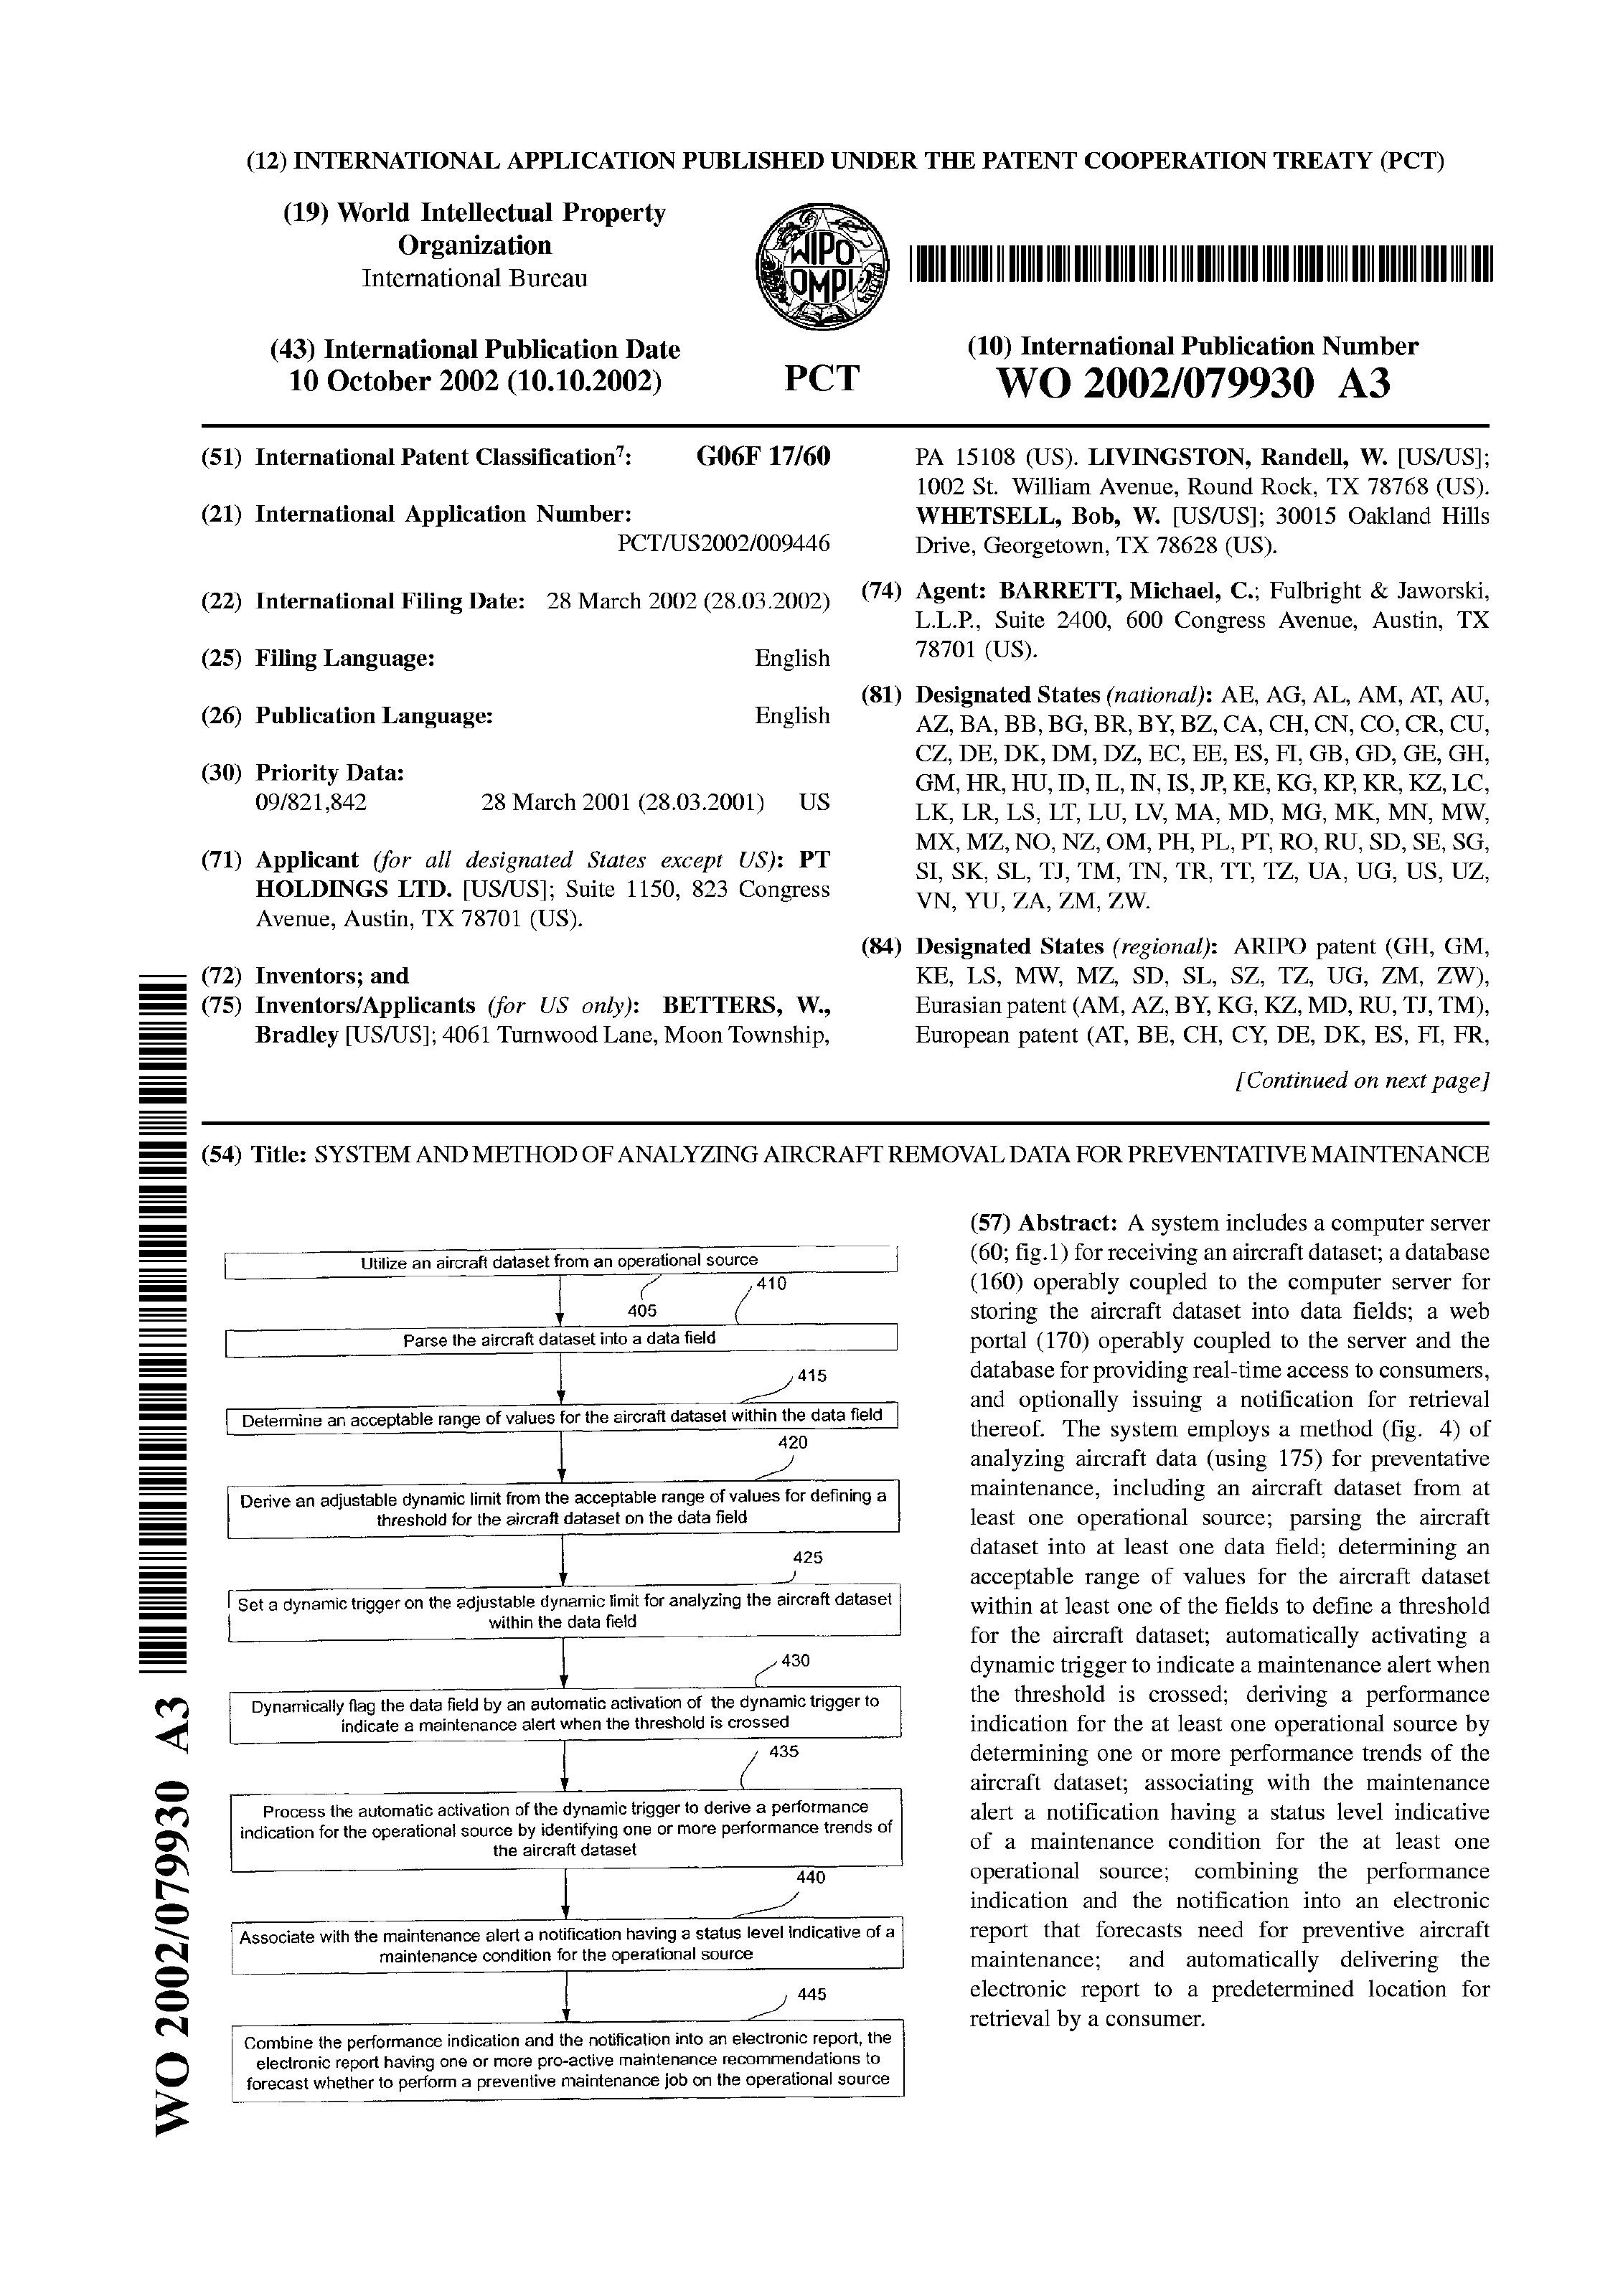 (12) INTERNATIONAL APPLICATION PUBLISHED UNDER THE PATENT COOPERATION TREATY (PCT)
(19) World Intellectual Property
Organization
International Bureau
WIPO
OMPI
(43) International Publication Date
10 October 2002 (10.10.2002)
PCT
(10) International Publication Number
WO 2002/079930 A3
(51) International Patent Classification7: G06F 17/60
(21) International Application Number:
PCT/US2002/009446
(22) International Filing Date: 28 March 2002 (28.03.2002)
(25) Filing Language: English
(26) Publication Language: English
(30) Priority Data:
09/821,842 28 March 2001 (28.03.2001) US
(71) Applicant (for all designated States except US): PT
HOLDINGS LTD. [US/US]; Suite 1150, 823 Congress
Avenue, Austin, TX 78701 (US).
(72) Inventors; and
(75) Inventors/Applicants (for US only): BETTERS, W.,
Bradley [US/US]; 4061 Turnwood Lane, Moon Township,
PA 15108 (US). LIVINGSTON, Randell, W. [US/US];
1002 St. William Avenue, Round Rock, TX 78768 (US).
WHETSELL, Bob, W. [US/US]; 30015 Oakland Hills
Drive, Georgetown, TX 78628 (US).
(74) Agent: BARRETT, Michael, C.; Fulbright & Jaworski,
L.L.P., Suite 2400, 600 Congress Avenue, Austin, TX
78701 (US).
(81) Designated States (national): AE, AG, AL, AM, AT, AU,
AZ, BA, BB, BG, BR, BY, BZ, CA, CH, CN, CO, CR, CU,
CZ, DE, DK, DM, DZ, EC, EE, ES, FI, GB, GD, GE, GH,
GM, HR, HU, ID, IL, IN, IS, JP, KE, KG, KP, KR, KZ, LC,
LK, LR, LS, LT, LU, LV, MA, MD, MG, MK, MN, MW,
MX, MZ, NO, NZ, OM, PH, PL, PT, RO, RU, SD, SE, SG,
SI, SK, SL, TJ, TM, TN, TR, TT, TZ, UA, UG, US, UZ,
VN, YU, ZA, ZM, ZW.
(84) Designated States (regional): ARIPO patent (GH, GM,
KE, LS, MW, MZ, SD, SL, SZ, TZ, UG, ZM, ZW),
Eurasian patent (AM, AZ, BY, KG, KZ, MD, RU, TJ, TM),
European patent (AT, BE, CH, CY, DE, DK, ES, FI, FR,
[Continued on next page]
(54) Title: SYSTEM AND METHOD OF ANALYZING AIRCRAFT REMOVAL DATA FOR PREVENTATIVE MAINTENANCE
Utilize an aircraft dataset from an operational source
405
410
Parse the aircraft dataset into a data field
415
Determine an acceptable range of values for the aircraft dataset within the data field
420
Derive an adjustable dynamic limit from the acceptable range of values for defining a
threshold for the aircraft dataset on the data field
425
Set a dynamic trigger on the adjustable dynamic limit for analyzing the aircraft dataset
within the data field
430
Dynamically flag the data field by an automatic activation of the dynamic trigger to
indicate a maintenance alert when the threshold is crossed
435
Process the automatic activation of the dynamic trigger to derive a performance
indication for the operational source by identifying one or more performance trends of
the aircraft dataset
440
Associate with the maintenance alert a notification having a status level indicative of a
maintenance condition for the operational source
445
Combine the performance indication and the notification into an electronic report, the
electronic report having one or more pro-active maintenance recommendations to
forecast whether to perform a preventive maintenance job on the operational source
(57) Abstract: A system includes a computer server
(60; fig.1) for receiving an aircraft dataset; a database
(160) operably coupled to the computer server for
storing the aircraft dataset into data fields; a web
portal (170) operably coupled to the server and the
database for providing real-time access to consumers,
and optionally issuing a notification for retrieval
thereof. The system employs a method (fig. 4) of
analyzing aircraft data (using 175) for preventative
maintenance, including an aircraft dataset from at
least one operational source; parsing the aircraft
dataset into at least one data field; determining an
acceptable range of values for the aircraft dataset
within at least one of the fields to define a threshold
for the aircraft dataset; automatically activating a
dynamic trigger to indicate a maintenance alert when
the threshold is crossed; deriving a performance
indication for the at least one operational source by
determining one or more performance trends of the
aircraft dataset; associating with the maintenance
alert a notification having a status level indicative
of a maintenance condition for the at least one
operational source; combining the performance
indication and the notification into an electronic
report that forecasts need for preventive aircraft
maintenance; and automatically delivering the
electronic report to a predetermined location for
retrieval by a consumer.
WO 2002/079930 A3